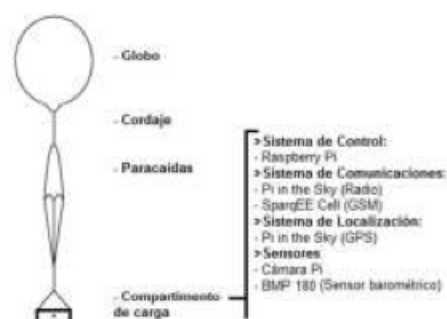 - Globo
- Cordaje
- Paracaídas
- Compartimento
de carga
> Sistema de Control:
- Raspberry Pi
> Sistema de Comunicaciones:
- Pi in the Sky (Radio)
- SparqEE Cell (GSM)
> Sistema de Localización:
- Pi in the Sky (GPS)
> Sensores
- Cámara Pi
- BMP 180 (Sensor barométrico)